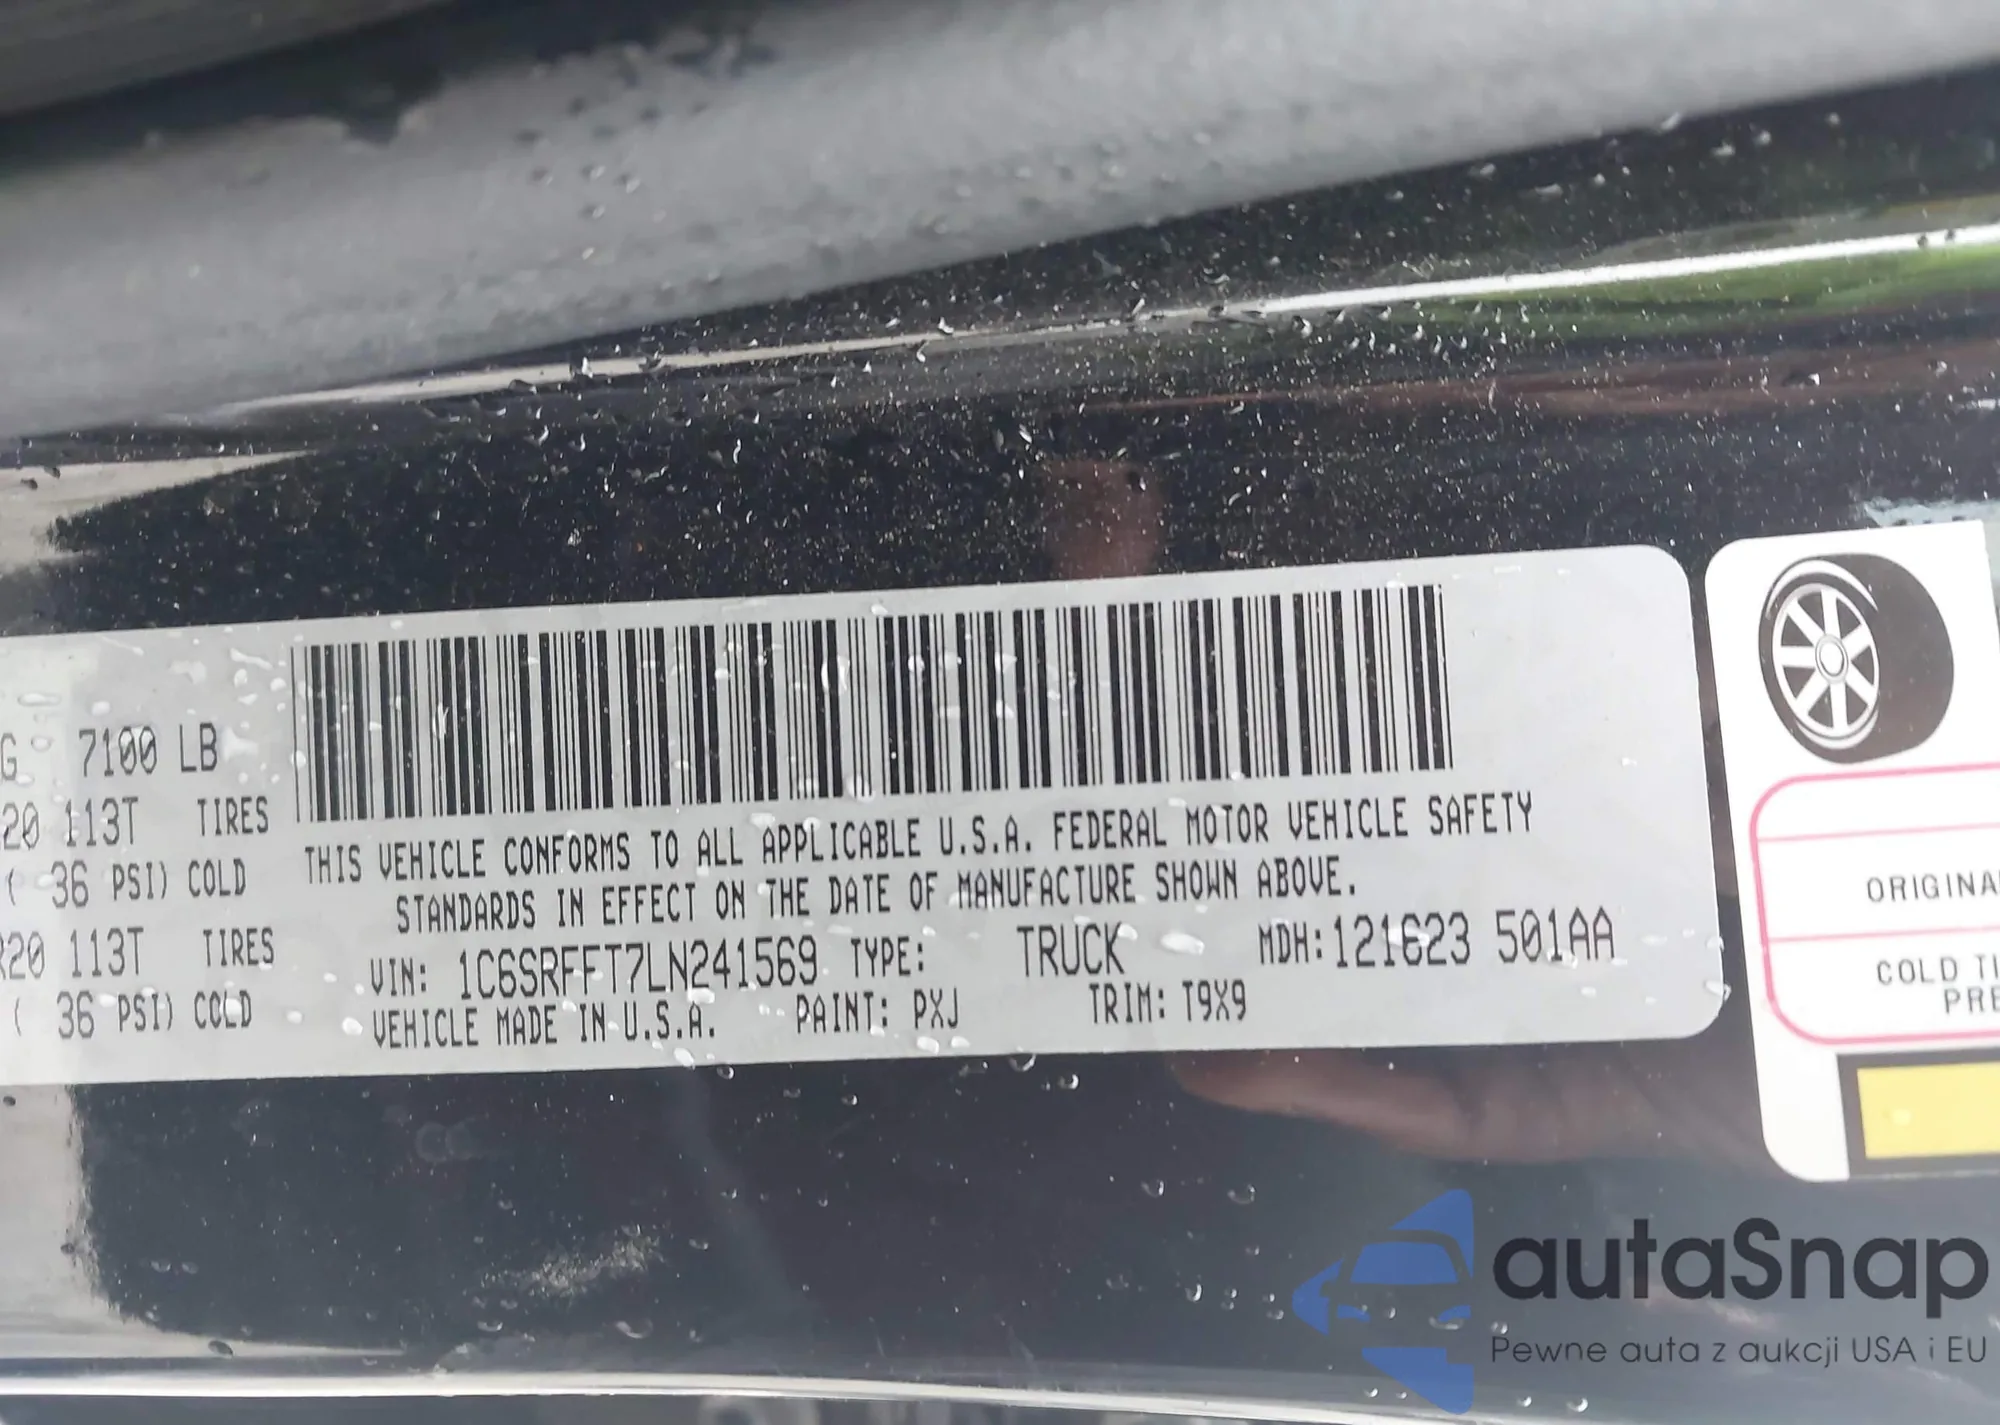 G 7100 LB
20 113T TIRES
( 36 PSI) COLD
R20 113T TIRES
( 36 PSI) COLD
THIS VEHICLE CONFORMS TO ALL APPLICABLE U.S.A. FEDERAL MOTOR VEHICLE SAFETY
STANDARDS IN EFFECT ON THE DATE OF MANUFACTURE SHOWN ABOVE.
VIN: 1C6SRFFT7LN241569 TYPE: TRUCK MDH:121623 501AA
VEHICLE MADE IN U.S.A. PAINT: PXJ TRIM: T9X9
ORIGINA
COLD TI
PRE
autaSnap
Pewne auta z aukcji USA i EU